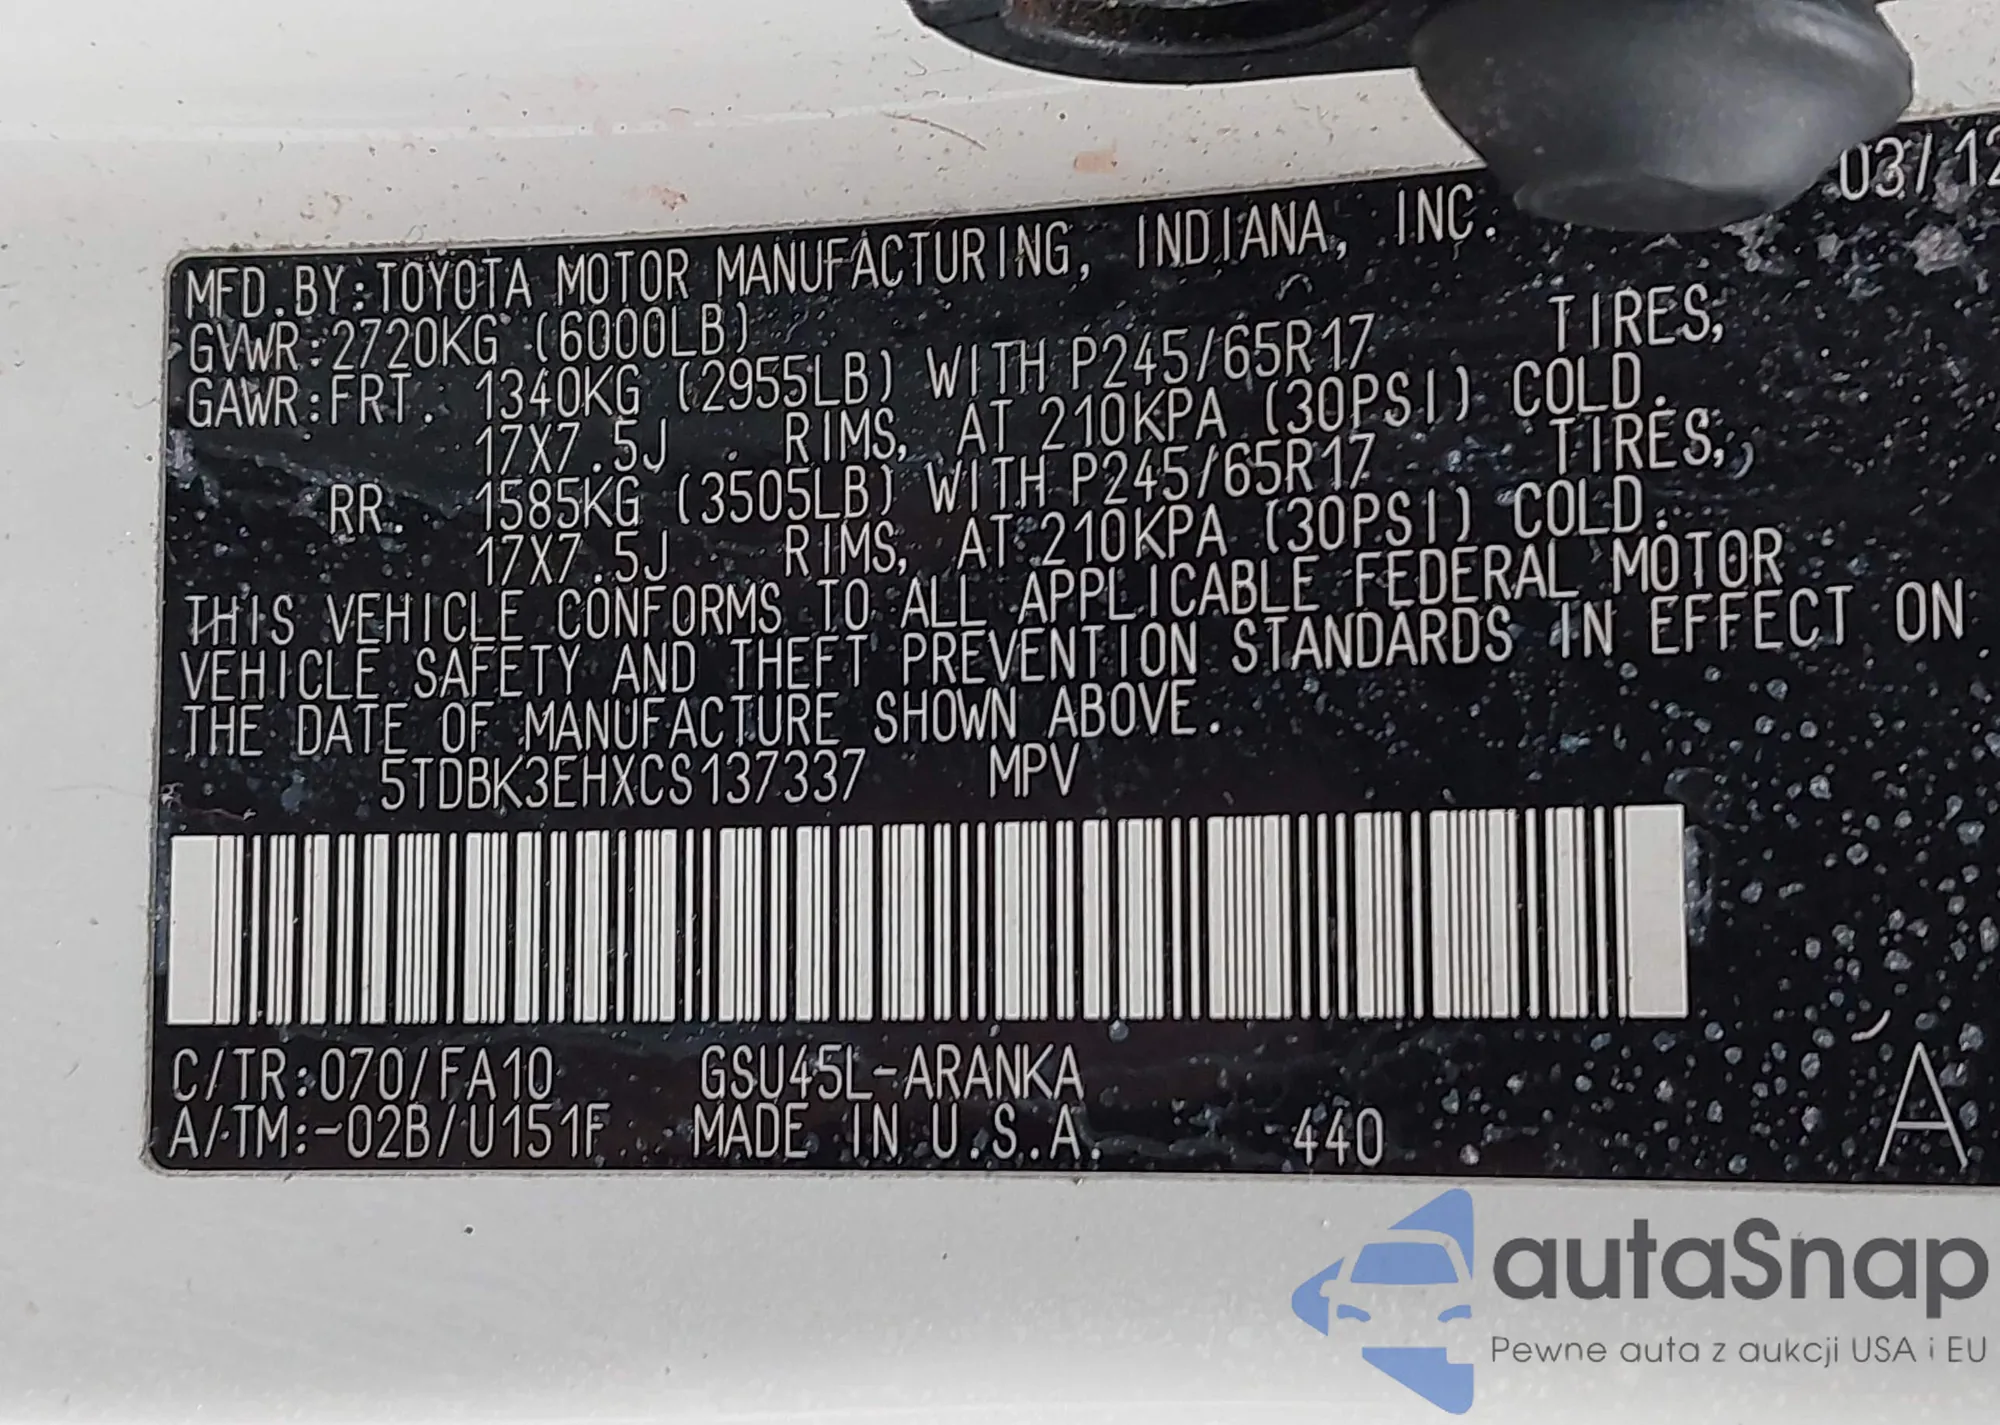 03/12
MFD.BY:TOYOTA MOTOR MANUFACTURING, INDIANA, INC.
GVWR:2720KG (6000LB)
GAWR:FRT. 1340KG (2955LB) WITH P245/65R17 TIRES,
17X7.5J RIMS, AT 210KPA (30PSI) COLD.
RR. 1585KG (3505LB) WITH P245/65R17 TIRES,
17X7.5J RIMS, AT 210KPA (30PSI) COLD.
THIS VEHICLE CONFORMS TO ALL APPLICABLE FEDERAL MOTOR
VEHICLE SAFETY AND THEFT PREVENTION STANDARDS IN EFFECT ON
THE DATE OF MANUFACTURE SHOWN ABOVE.
5TDBK3EHXCS137337 MPV
C/TR:070/FA10 GSU45L-ARANKA
A/TM:-02B/U151F MADE IN U.S.A. 440 A
autaSnap
Pewne auta z aukcji USA i EU